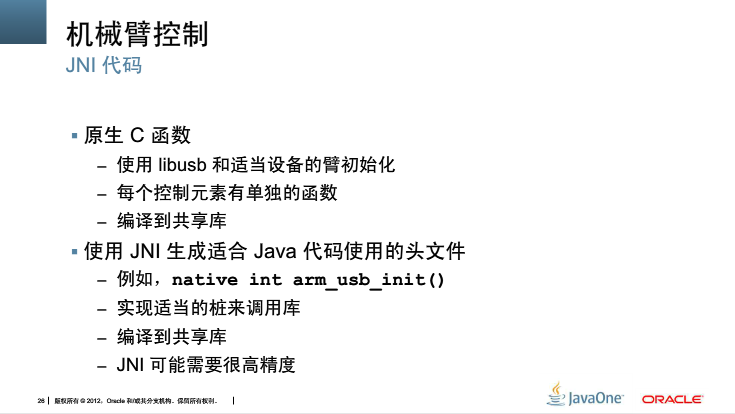 机械臂控制
JNI 代码
▪ 原生 C 函数
– 使用 libusb 和适当设备的臂初始化
– 每个控制元素有单独的函数
– 编译到共享库
▪ 使用 JNI 生成适合 Java 代码使用的头文件
– 例如，native int arm_usb_init()
– 实现适当的桩来调用库
– 编译到共享库
– JNI 可能需要很高精度
26 | 版权所有 @ 2012，Oracle 和/或其分支机构。保留所有权利。 |
JavaOne
ORACLE